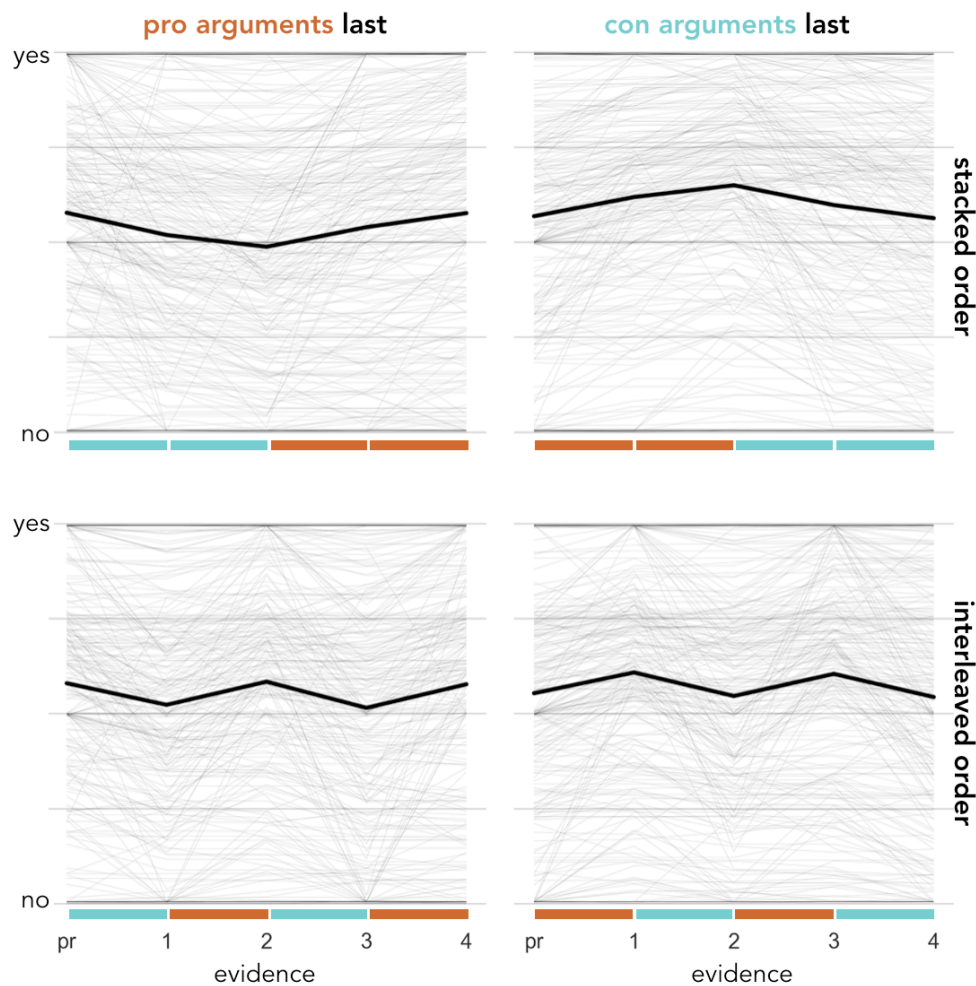 pro arguments last
con arguments last
yes
no
stacked order
yes
no
interleaved order
pr 1 2 3 4
pr 1 2 3 4
evidence
evidence